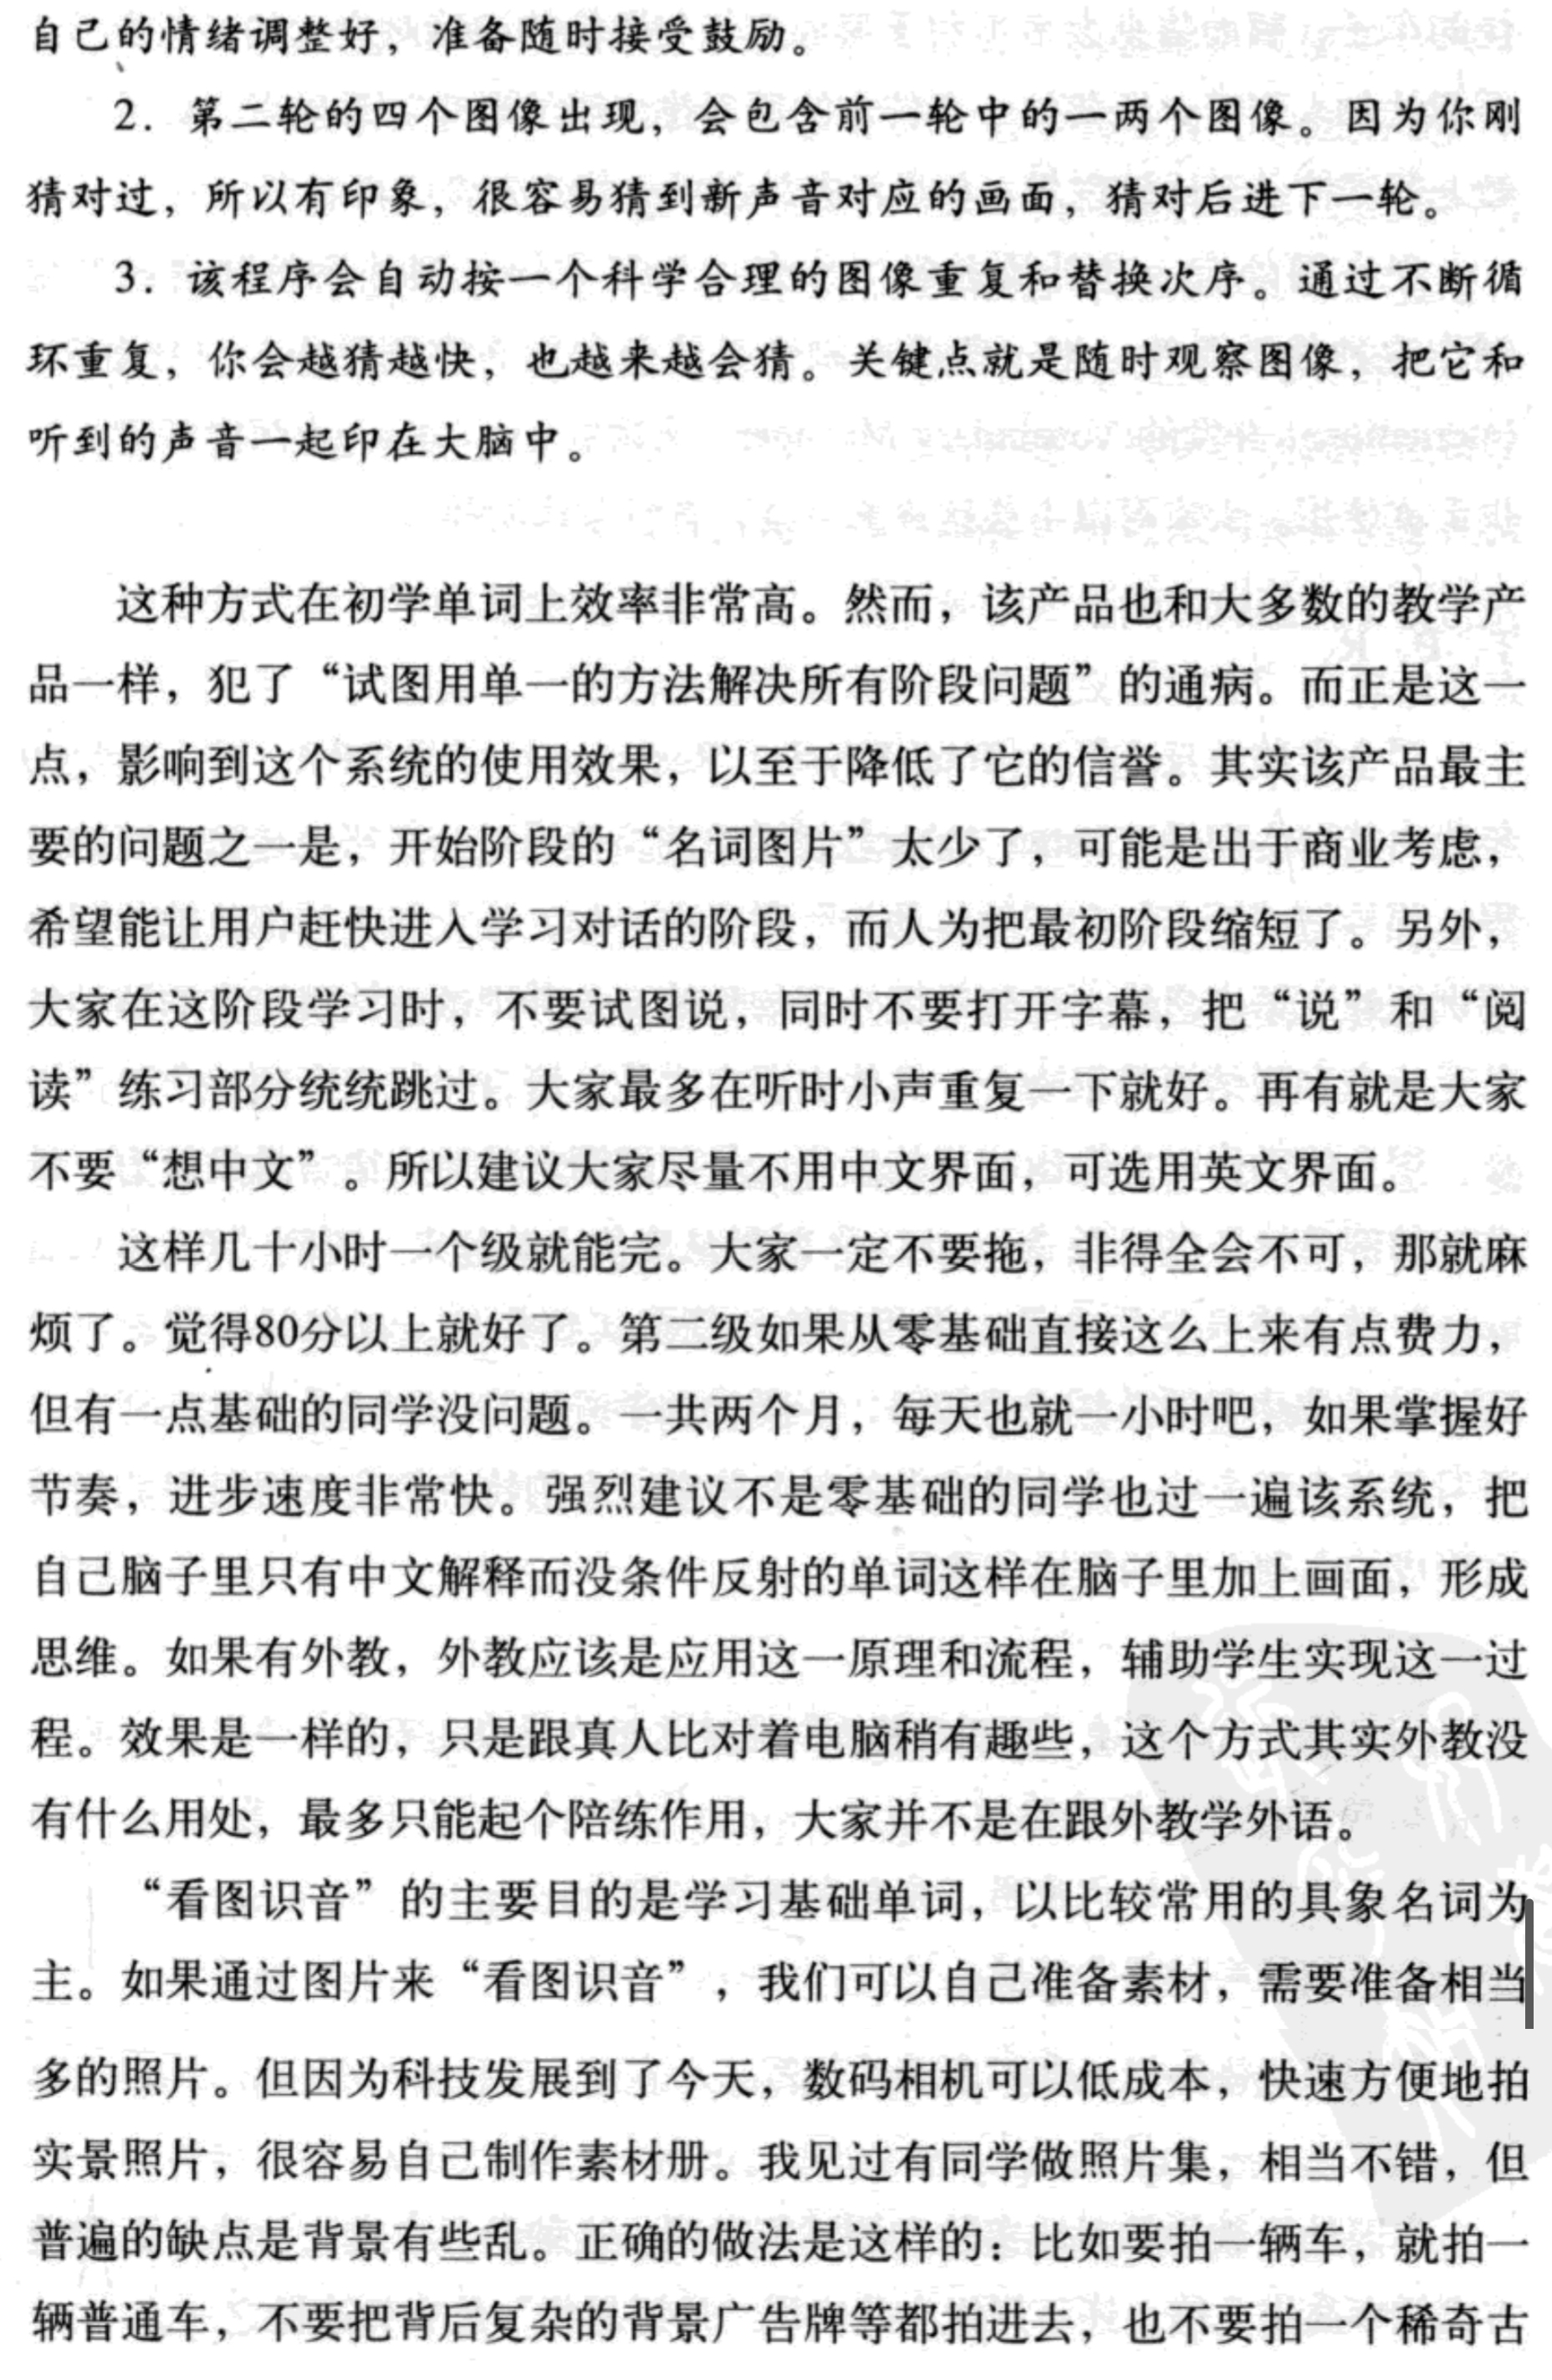 自己的情绪调整好，准备随时接受鼓励。
2．第二轮的四个图像出现，会包含前一轮中的一两个图像。因为你刚
猜对过，所以有印象，很容易猜到新声音对应的画面，猜对后进下一轮。
3．该程序会自动按一个科学合理的图像重复和替换次序。通过不断循
环重复，你会越猜越快，也越来越会猜。关键点就是随时观察图像，把它和
听到的声音一起印在大脑中。
这种方式在初学单词上效率非常高。然而，该产品也和大多数的教学产
品一样，犯了“试图用单一的方法解决所有阶段问题”的通病。而正是这一
点，影响到这个系统的使用效果，以至于降低了它的信誉。其实该产品最主
要的问题之一是，开始阶段的“名词图片”太少了，可能是出于商业考虑，
希望能让用户赶快进入学习对话的阶段，而人为把最初阶段缩短了。另外，
大家在这阶段学习时，不要试图说，同时不要打开字幕，把“说”和“阅
读”练习部分统统跳过。大家最多在听时小声重复一下就好。再有就是大家
不要“想中文”。所以建议大家尽量不用中文界面，可选用英文界面。
这样几十小时一个级就能完。大家一定不要拖，非得全会不可，那就麻
烦了。觉得80分以上就好了。第二级如果从零基础直接这么上来有点费力，
但有一点基础的同学没问题。一共两个月，每天也就一小时吧，如果掌握好
节奏，进步速度非常快。强烈建议不是零基础的同学也过一遍该系统，把
自己脑子里只有中文解释而没条件反射的单词这样在脑子里加上画面，形成
思维。如果有外教，外教应该是应用这一原理和流程，辅助学生实现这一过
程。效果是一样的，只是跟真人比对着电脑稍有趣些，这个方式其实外教没
有什么用处，最多只能起个陪练作用，大家并不是在跟外教学外语。
“看图识音”的主要目的是学习基础单词，以比较常用的具象名词为
主。如果通过图片来“看图识音”，我们可以自己准备素材，需要准备相当
多的照片。但因为科技发展到了今天，数码相机可以低成本，快速方便地拍
实景照片，很容易自己制作素材册。我见过有同学做照片集，相当不错，但
普遍的缺点是背景有些乱。正确的做法是这样的：比如要拍一辆车，就拍一
辆普通车，不要把背后复杂的背景广告牌等都拍进去，也不要拍一个稀奇古